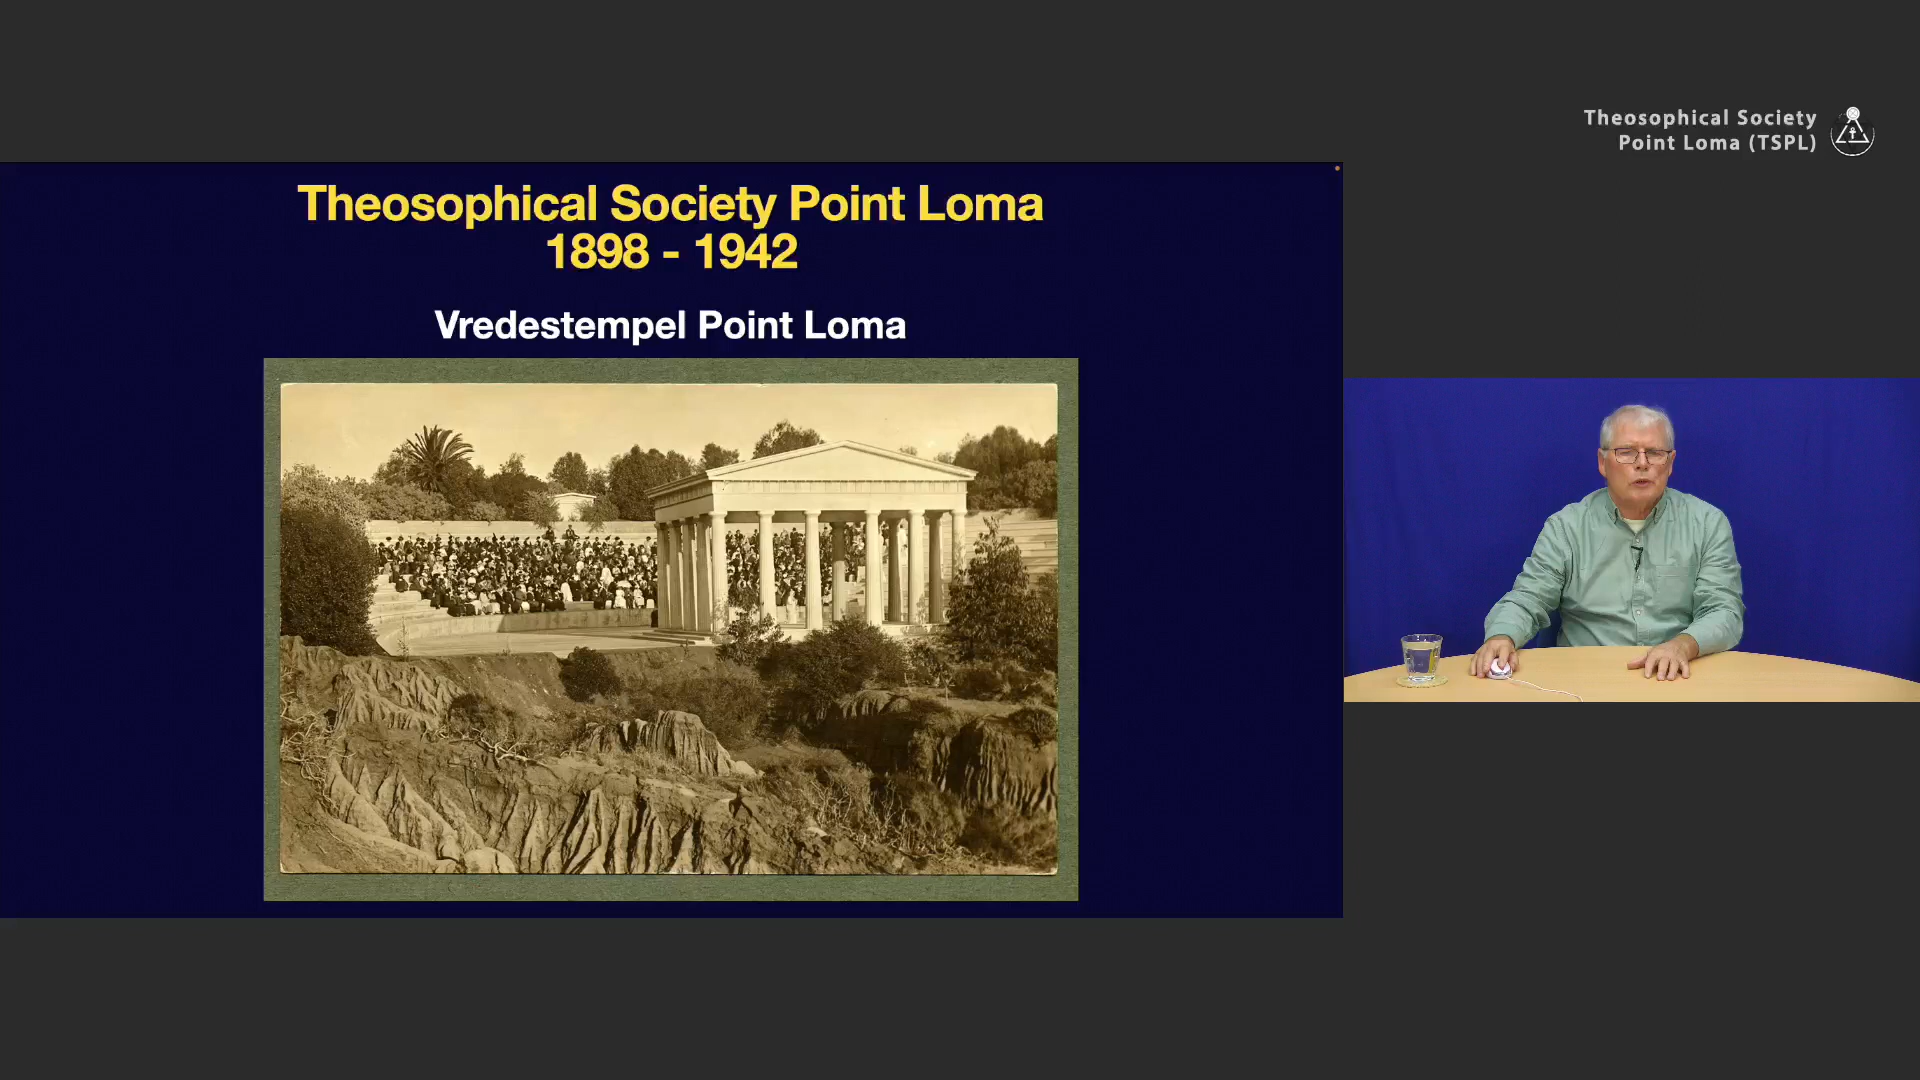 Theosophical Society
Point Loma (TSPL)
Theosophical Society Point Loma
1898 - 1942
Vredestempel Point Loma